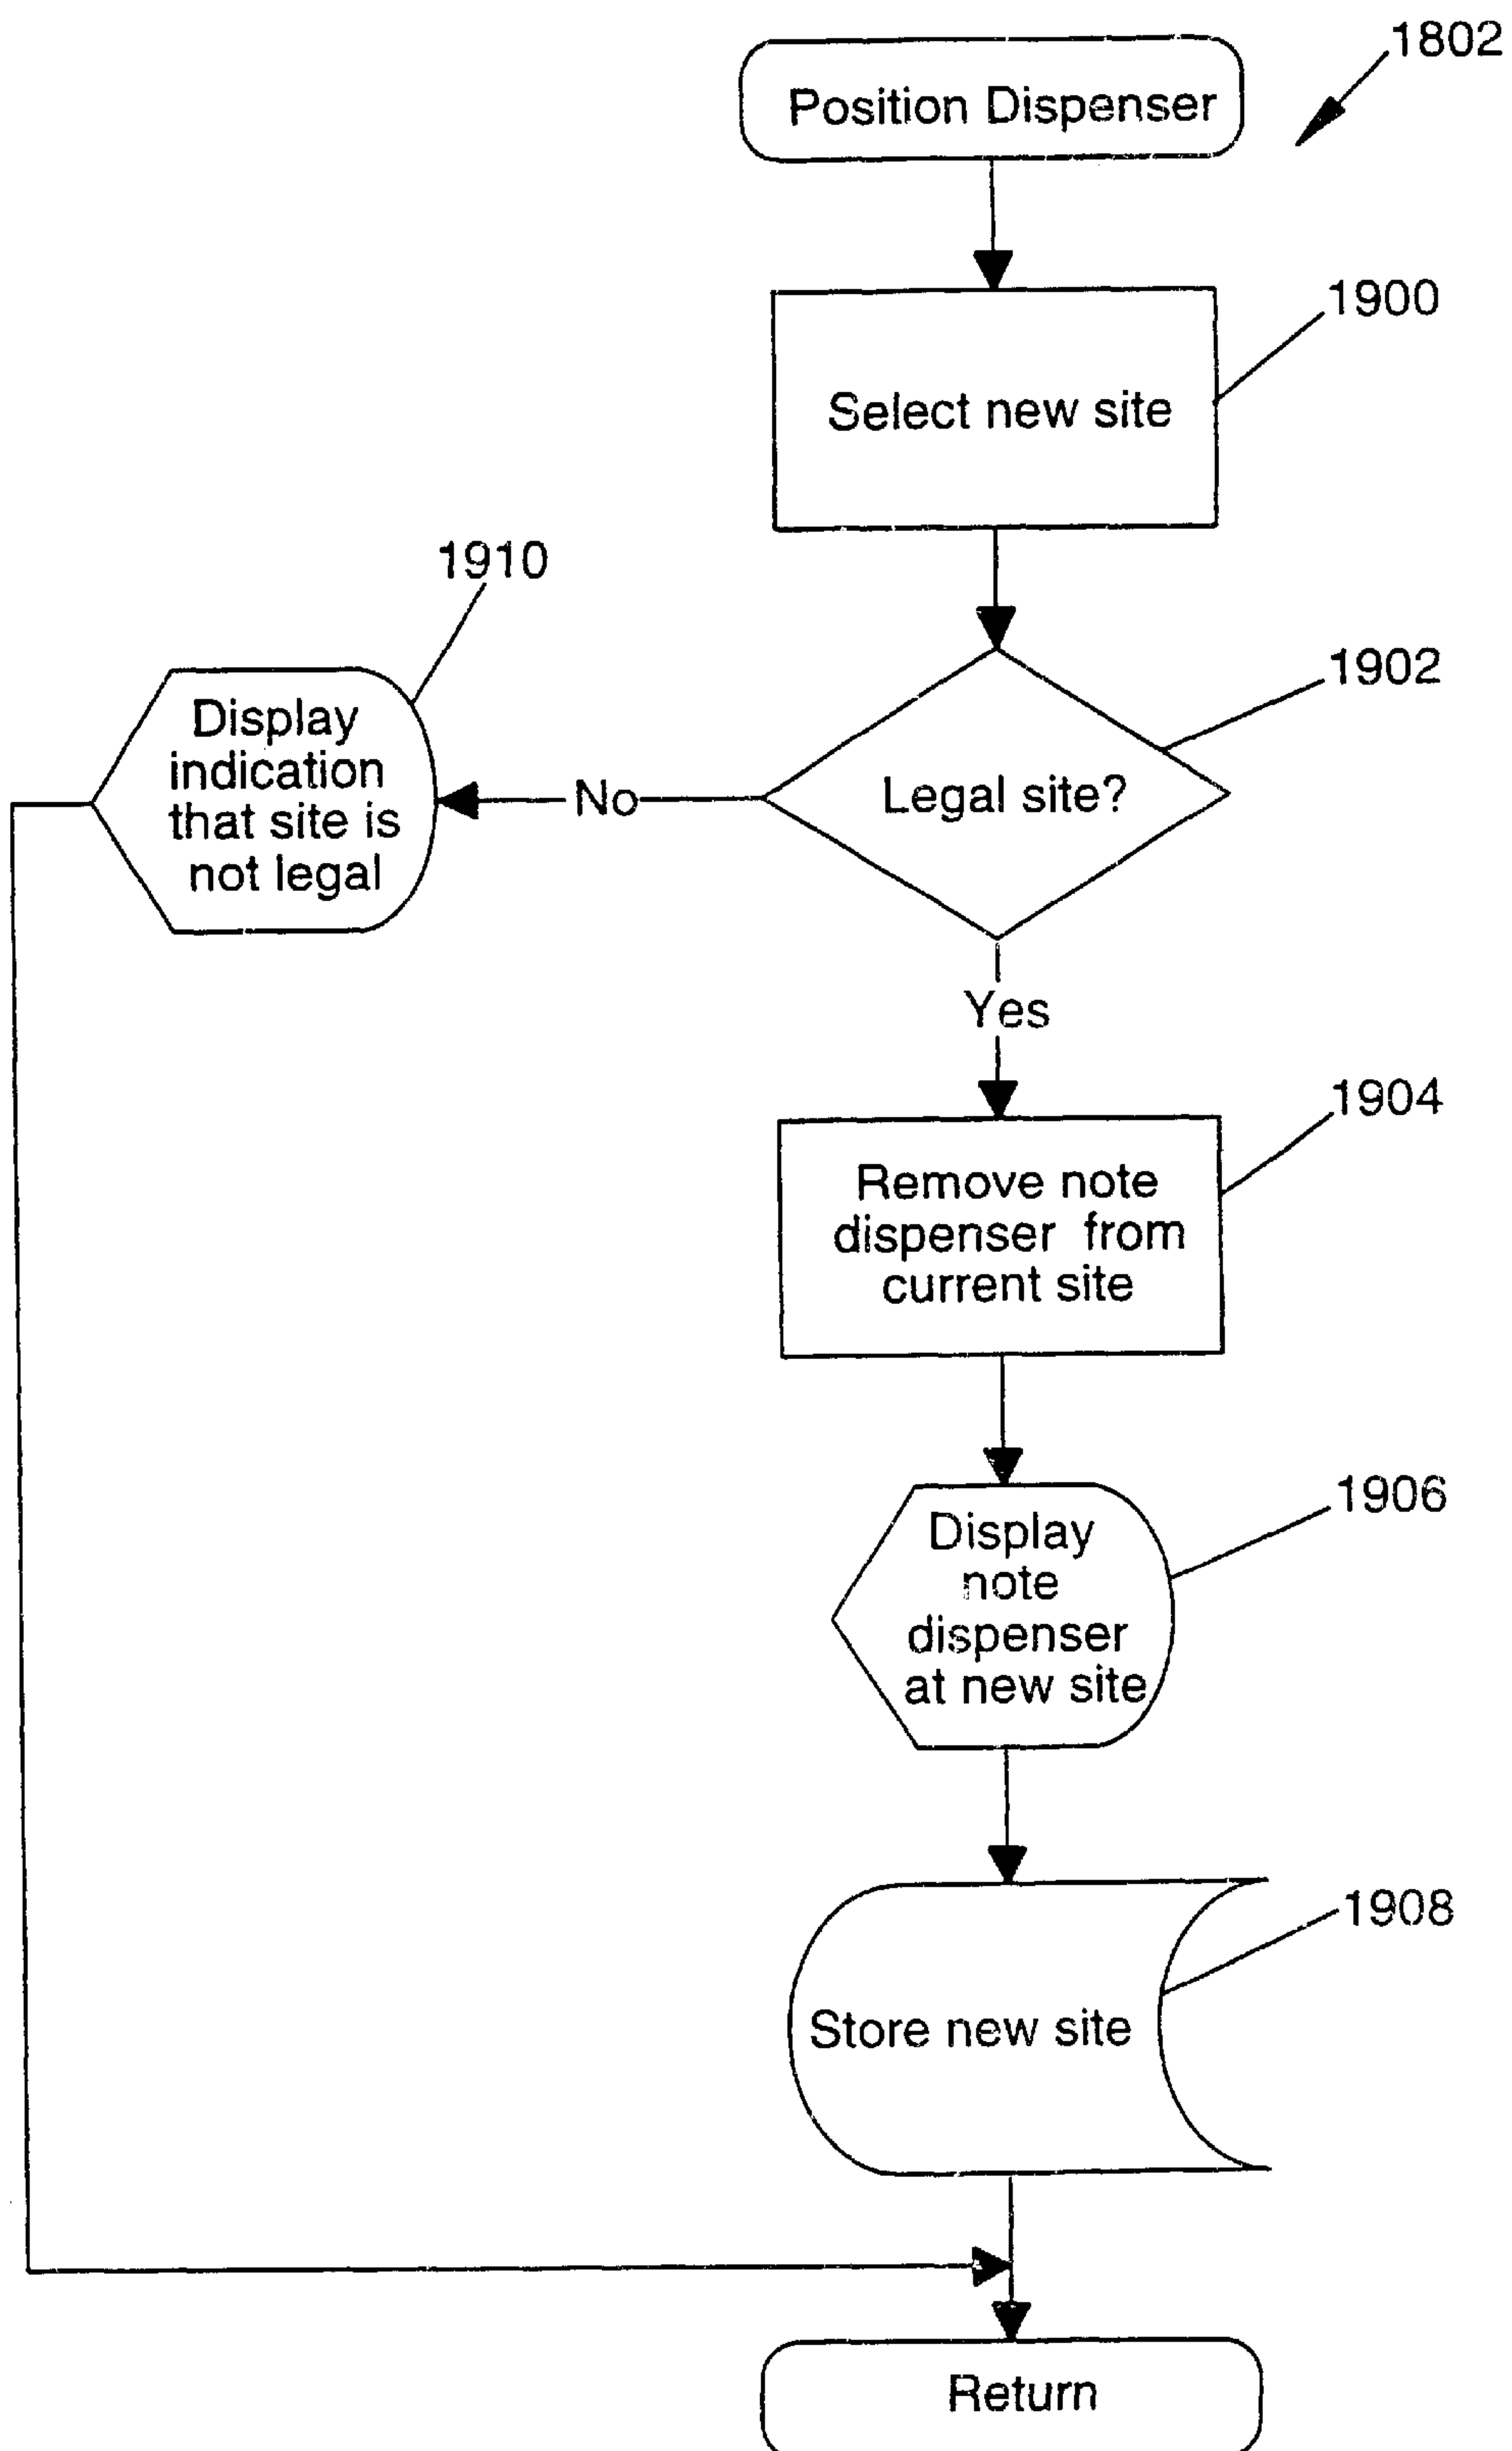 1802
Position Dispenser
1900
Select new site
1910
1902
Display
indication
that site is
not legal
No
Legal site?
Yes
1904
Remove note
dispenser from
current site
1906
Display
note
dispenser
at new site
1908
Store new site
Return